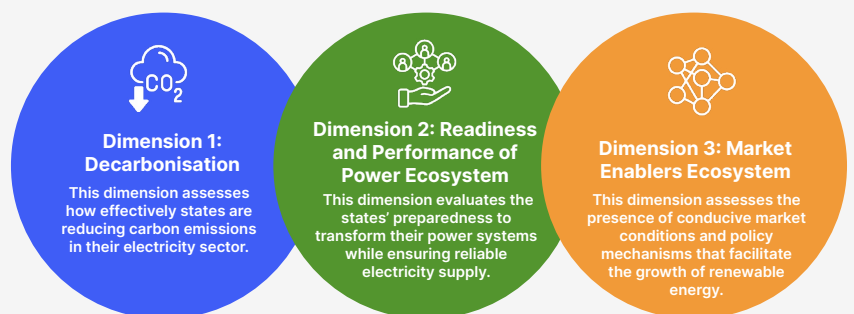 CO2
Dimension 1:
Decarbonisation
This dimension assesses
how effectively states are
reducing carbon emissions
in their electricity sector.
Dimension 2: Readiness
and Performance of
Power Ecosystem
This dimension evaluates the
states’ preparedness to
transform their power systems
while ensuring reliable
electricity supply.
Dimension 3: Market
Enablers Ecosystem
This dimension assesses the
presence of conducive market
conditions and policy
mechanisms that facilitate
the growth of renewable
energy.